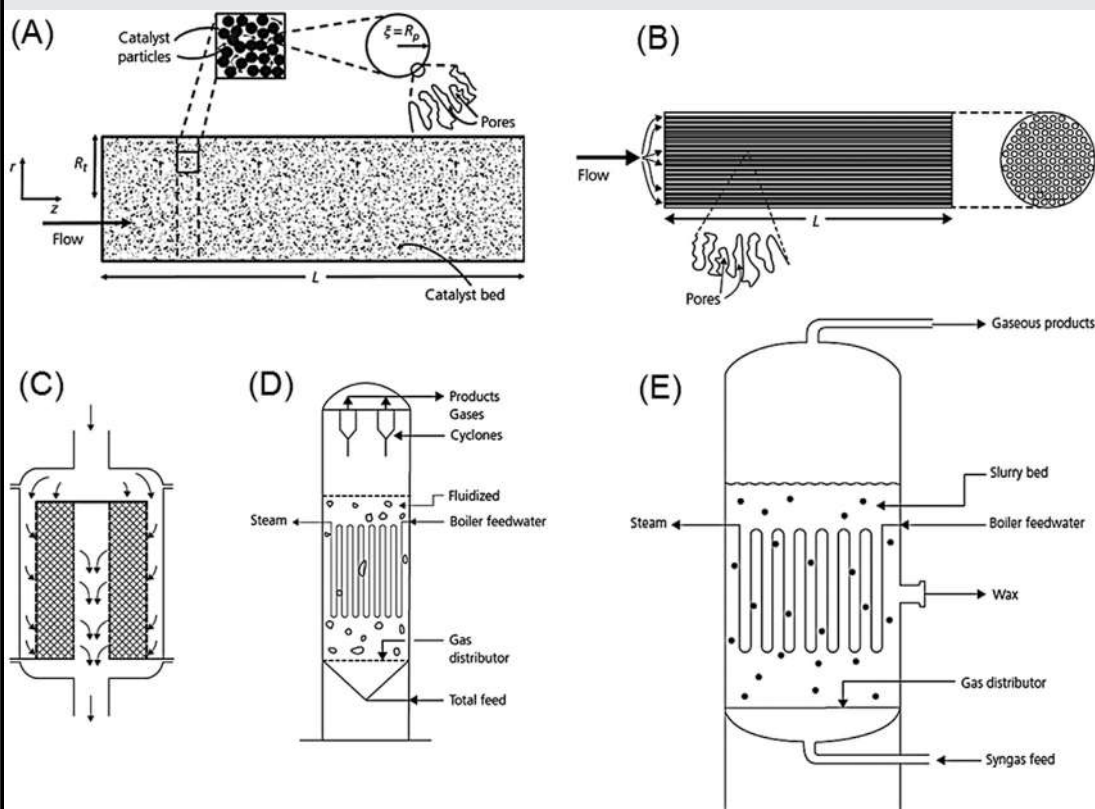 (A)
Catalyst
particles
ξ = Rp
Pores
Rt
r
z
Flow
L
Catalyst bed
(B)
Flow
L
Pores
(C)
(D)
Products
Gases
Cyclones
Fluidized
Steam
Boiler feedwater
Gas
distributor
Total feed
(E)
Gaseous products
Slurry bed
Steam
Boiler feedwater
Wax
Gas distributor
Syngas feed